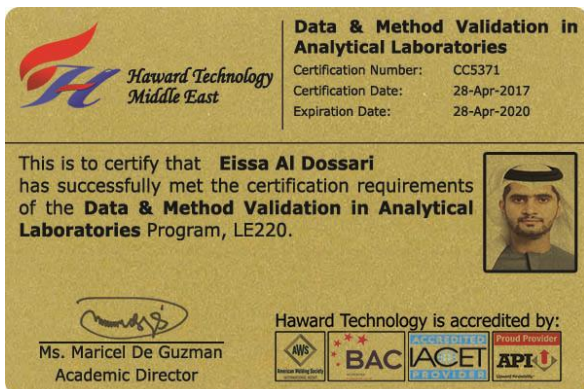 Haward Technology
Middle East
Data & Method Validation in
Analytical Laboratories
Certification Number: CC5371
Certification Date: 28-Apr-2017
Expiration Date: 28-Apr-2020
This is to certify that Eissa Al Dossari
has successfully met the certification requirements
of the Data & Method Validation in Analytical
Laboratories Program, LE220.
Ms. Maricel De Guzman
Academic Director
Haward Technology is accredited by:
AWS
American Welding Society
BAC
ACCREDITED
IACET
PROVIDER
Proud Provider
API U